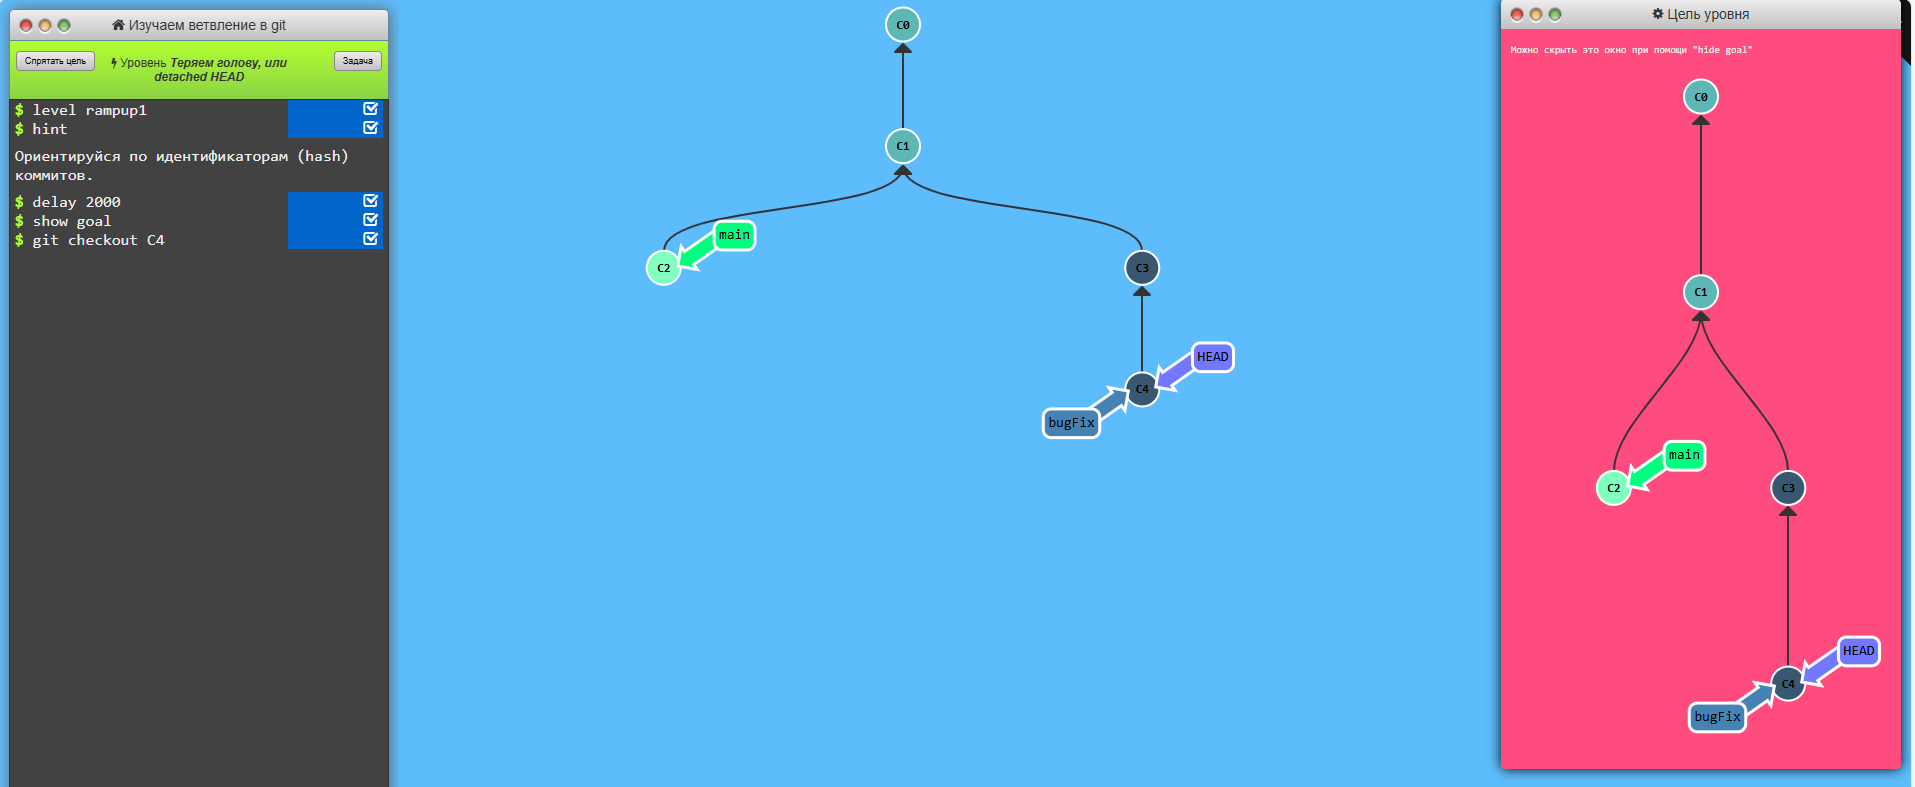 Изучаем ветвление в git
Спрятать цель
Уровень Теряем голову, или
detached HEAD
Задача
$ level rampup1
$ hint
Ориентируйся по идентификаторам (hash)
коммитов.
$ delay 2000
$ show goal
$ git checkout C4
C0
C1
main
C2
C3
HEAD
C4
bugFix
Цель уровня
Можно скрыть это окно при помощи "hide goal"
C0
C1
main
C2
C3
HEAD
C4
bugFix